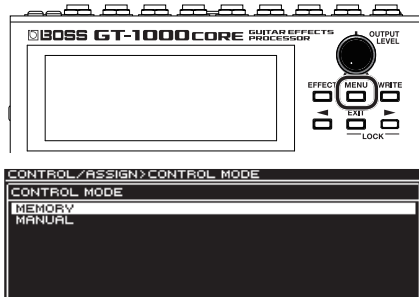 BOSS GT-1000CORE GUITAR EFFECTS PROCESSOR
OUTPUT LEVEL
EFFECT MENU WRITE
EXIT
LOCK
CONTROL/ASSIGN>CONTROL MODE
CONTROL MODE
MEMORY
MANUAL